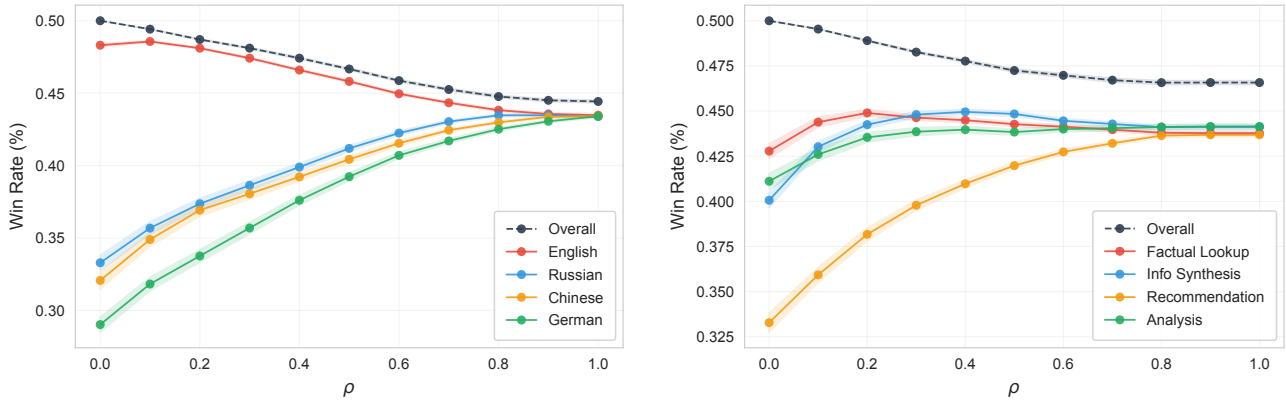 Win Rate (%)
0.50
0.45
0.40
0.35
0.30
0.0
0.2
0.4
0.6
0.8
1.0
ρ
Overall
English
Russian
Chinese
German
Win Rate (%)
0.500
0.475
0.450
0.425
0.400
0.375
0.350
0.325
0.0
0.2
0.4
0.6
0.8
1.0
ρ
Overall
Factual Lookup
Info Synthesis
Recommendation
Analysis